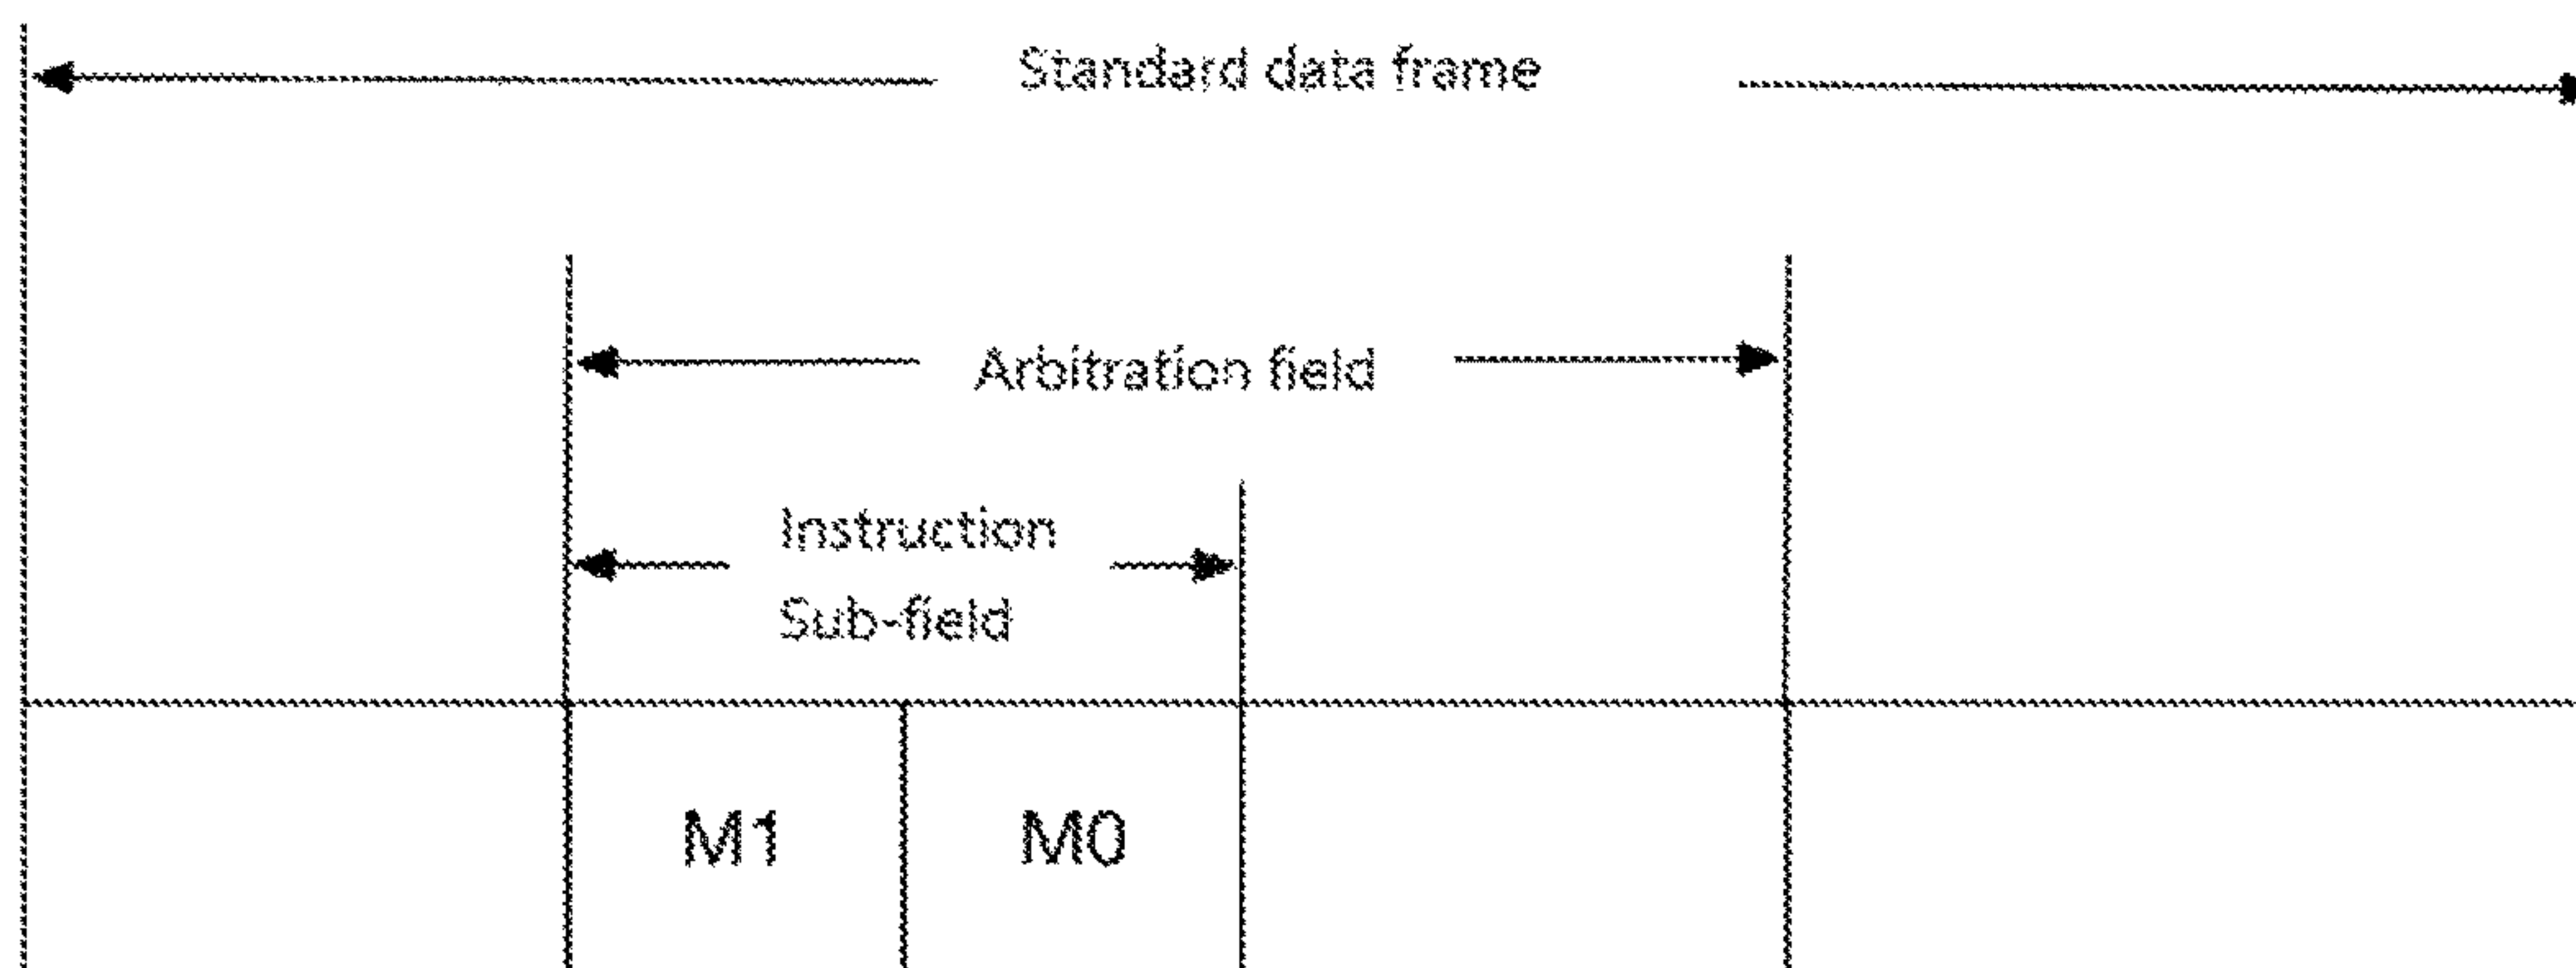 Standard data frame
Arbitration field
Instruction
Sub-field
M1 M0